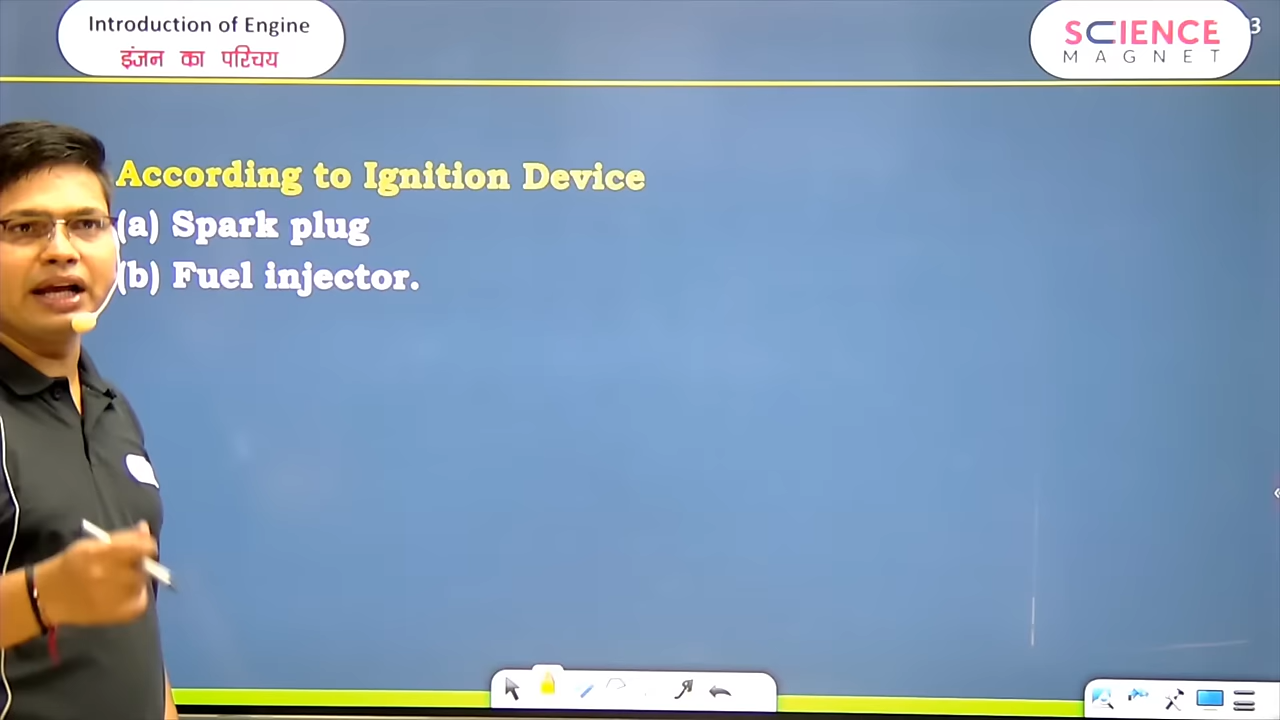 Introduction of Engine
इंजन का परिचय
SCIENCE
MAGNET
3
According to Ignition Device
(a) Spark plug
(b) Fuel injector.